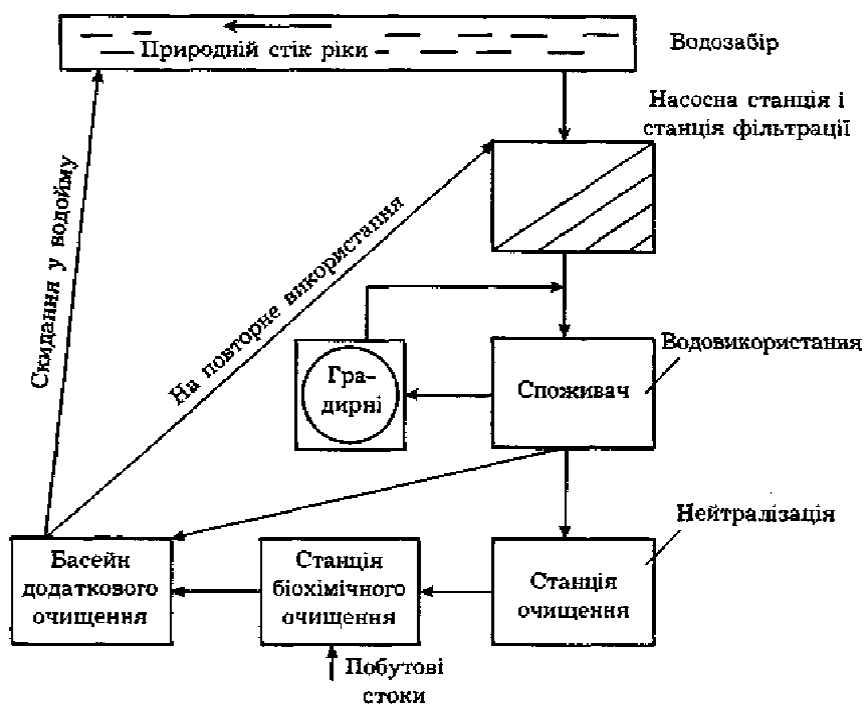 Природній стік ріки
Водозабір
Насосна станція і
станція фільтрації
Скидання у водойму
На повторне використання
Водовикористання
Гра-
дирні
Споживач
Нейтралізація
Басейн
додаткового
очищення
Станція
біохімічного
очищення
Станція
очищення
Побутові
стоки